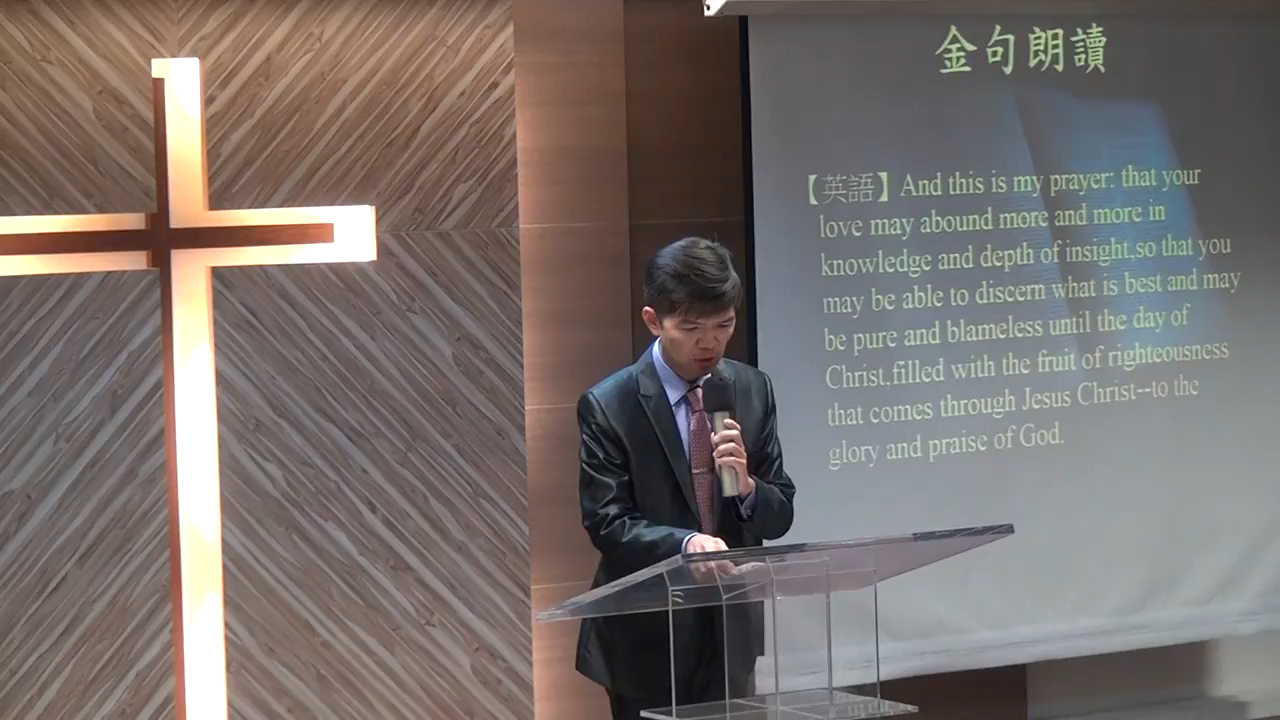 金句朗讀
【英語】And this is my prayer: that your
love may abound more and more in
knowledge and depth of insight,so that you
may be able to discern what is best and may
be pure and blameless until the day of
Christ,filled with the fruit of righteousness
that comes through Jesus Christ--to the
glory and praise of God.